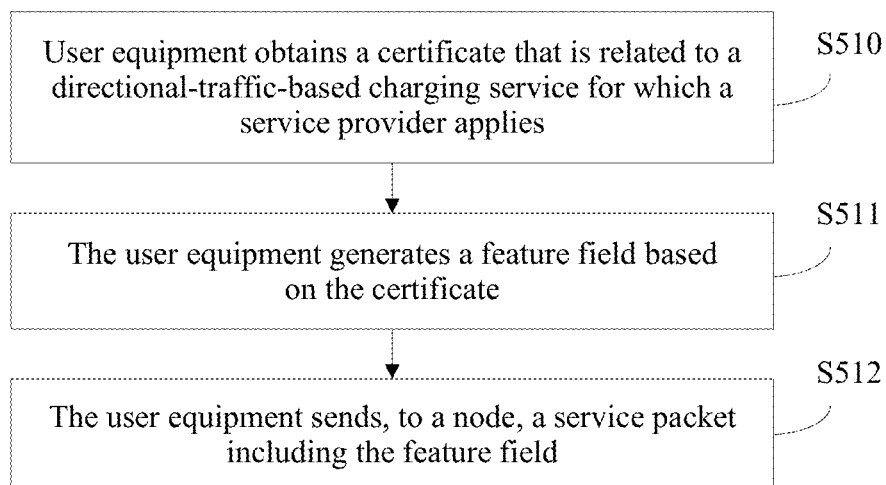 User equipment obtains a certificate that is related to a
directional-traffic-based charging service for which a
service provider applies
S510
The user equipment generates a feature field based
on the certificate
S511
The user equipment sends, to a node, a service packet
including the feature field
S512